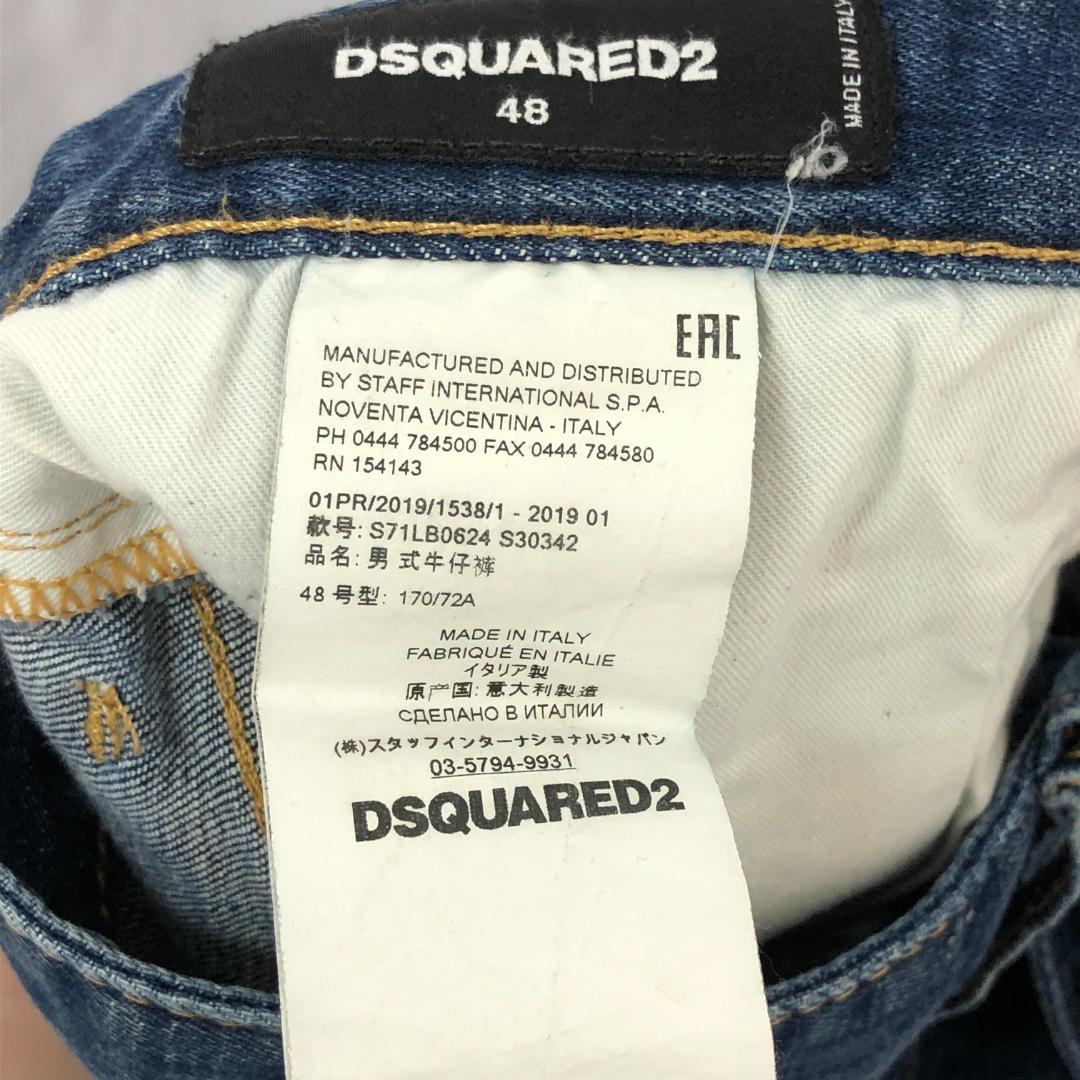 DSQUARED2
48
MADE IN ITALY
EAC
MANUFACTURED AND DISTRIBUTED
BY STAFF INTERNATIONAL S.P.A.
NOVENTA VICENTINA - ITALY
PH 0444 784500 FAX 0444 784580
RN 154143
01PR/2019/1538/1 - 2019 01
款号: S71LB0624 S30342
品名: 男 式牛仔裤
48 号型: 170/72A
MADE IN ITALY
FABRIQUÉ EN ITALIE
イタリア製
原产国: 意大利製造
СДЕЛАНО В ИТАЛИИ
(株)スタッフインターナショナルジャパン
03-5794-9931
DSQUARED2